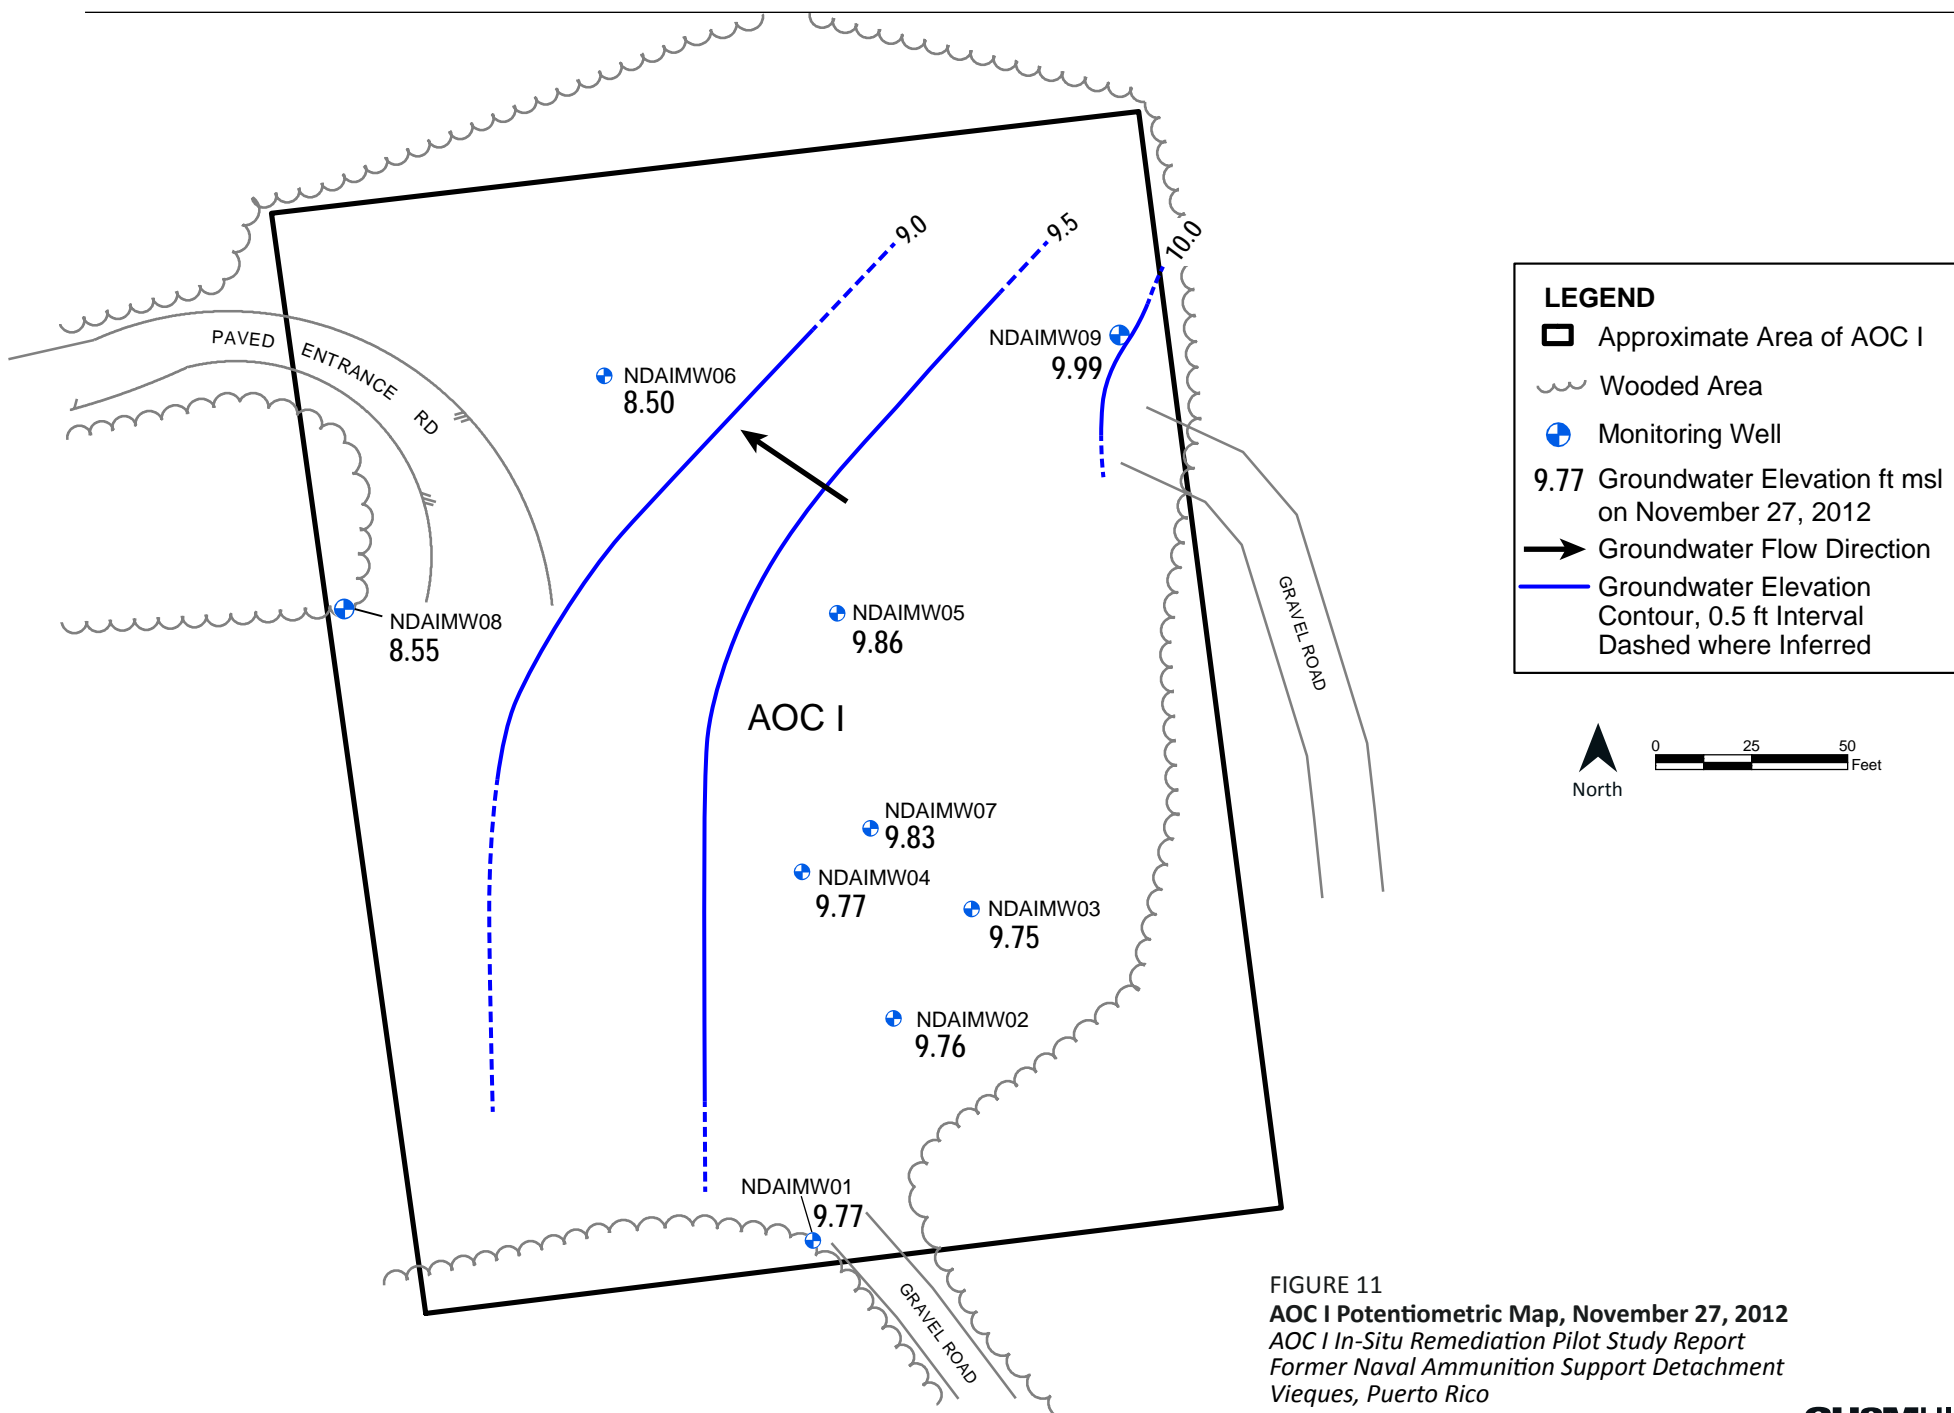 9.0
9.5
10.0
PAVED ENTRANCE RD
NDAIMW09
9.99
NDAIMW06
8.50
NDAIMW08
8.55
NDAIMW05
9.86
GRAVEL ROAD
AOC I
NDAIMW07
9.83
NDAIMW04
9.77
NDAIMW03
9.75
NDAIMW02
9.76
NDAIMW01
9.77
GRAVEL ROAD
LEGEND
Approximate Area of AOC I
Wooded Area
Monitoring Well
9.77 Groundwater Elevation ft msl
on November 27, 2012
Groundwater Flow Direction
Groundwater Elevation
Contour, 0.5 ft Interval
Dashed where Inferred
North
0 25 50
Feet
FIGURE 11
AOC I Potentiometric Map, November 27, 2012
AOC I In-Situ Remediation Pilot Study Report
Former Naval Ammunition Support Detachment
Vieques, Puerto Rico